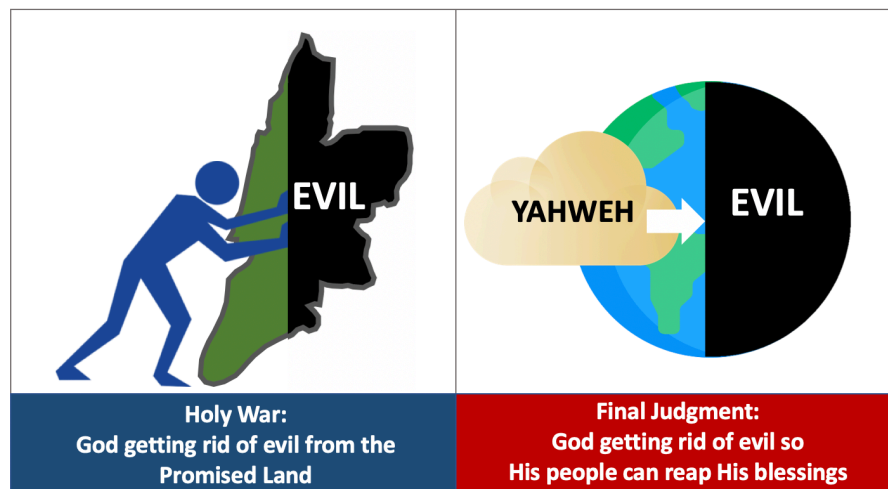 EVIL
YAHWEH
EVIL
Holy War:
God getting rid of evil from the
Promised Land
Final Judgment:
God getting rid of evil so
His people can reap His blessings